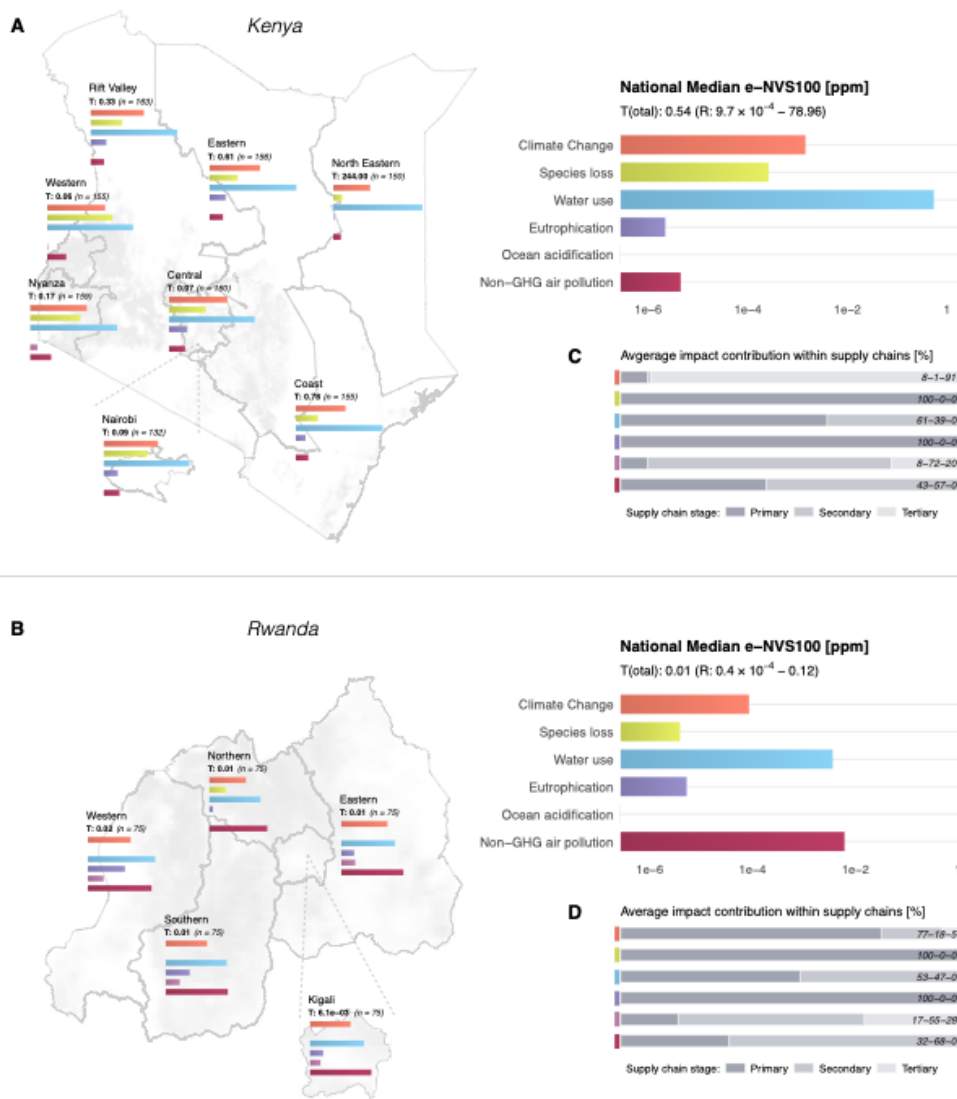 A
Kenya
Rift Valley
T: 0.33 (n = 163)
Eastern
T: 0.61 (n = 156)
North Eastern
T: 244.00 (n = 150)
Western
T: 0.06 (n = 155)
Nyanza
T: 0.17 (n = 159)
Central
T: 0.07 (n = 180)
Coast
T: 0.78 (n = 155)
Nairobi
T: 0.09 (n = 132)
National Median e−NVS100 [ppm]
T(otal): 0.54 (R: 9.7 × 10⁻⁴ − 78.96)
Climate Change
Species loss
Water use
Eutrophication
Ocean acidification
Non−GHG air pollution
1e−6 1e−4 1e−2 1
C
Avgerage impact contribution within supply chains [%]
8−1−91
100−0−0
61−39−0
100−0−0
8−72−20
43−57−0
Supply chain stage: Primary Secondary Tertiary
B
Rwanda
Northern
T: 0.01 (n = 75)
Eastern
T: 0.01 (n = 75)
Western
T: 0.02 (n = 75)
Southern
T: 0.01 (n = 75)
Kigali
T: 6.1e−03 (n = 75)
National Median e−NVS100 [ppm]
T(otal): 0.01 (R: 0.4 × 10⁻⁴ − 0.12)
Climate Change
Species loss
Water use
Eutrophication
Ocean acidification
Non−GHG air pollution
1e−6 1e−4 1e−2
D
Average impact contribution within supply chains [%]
77−18−5
100−0−0
53−47−0
100−0−0
17−55−28
32−68−0
Supply chain stage: Primary Secondary Tertiary